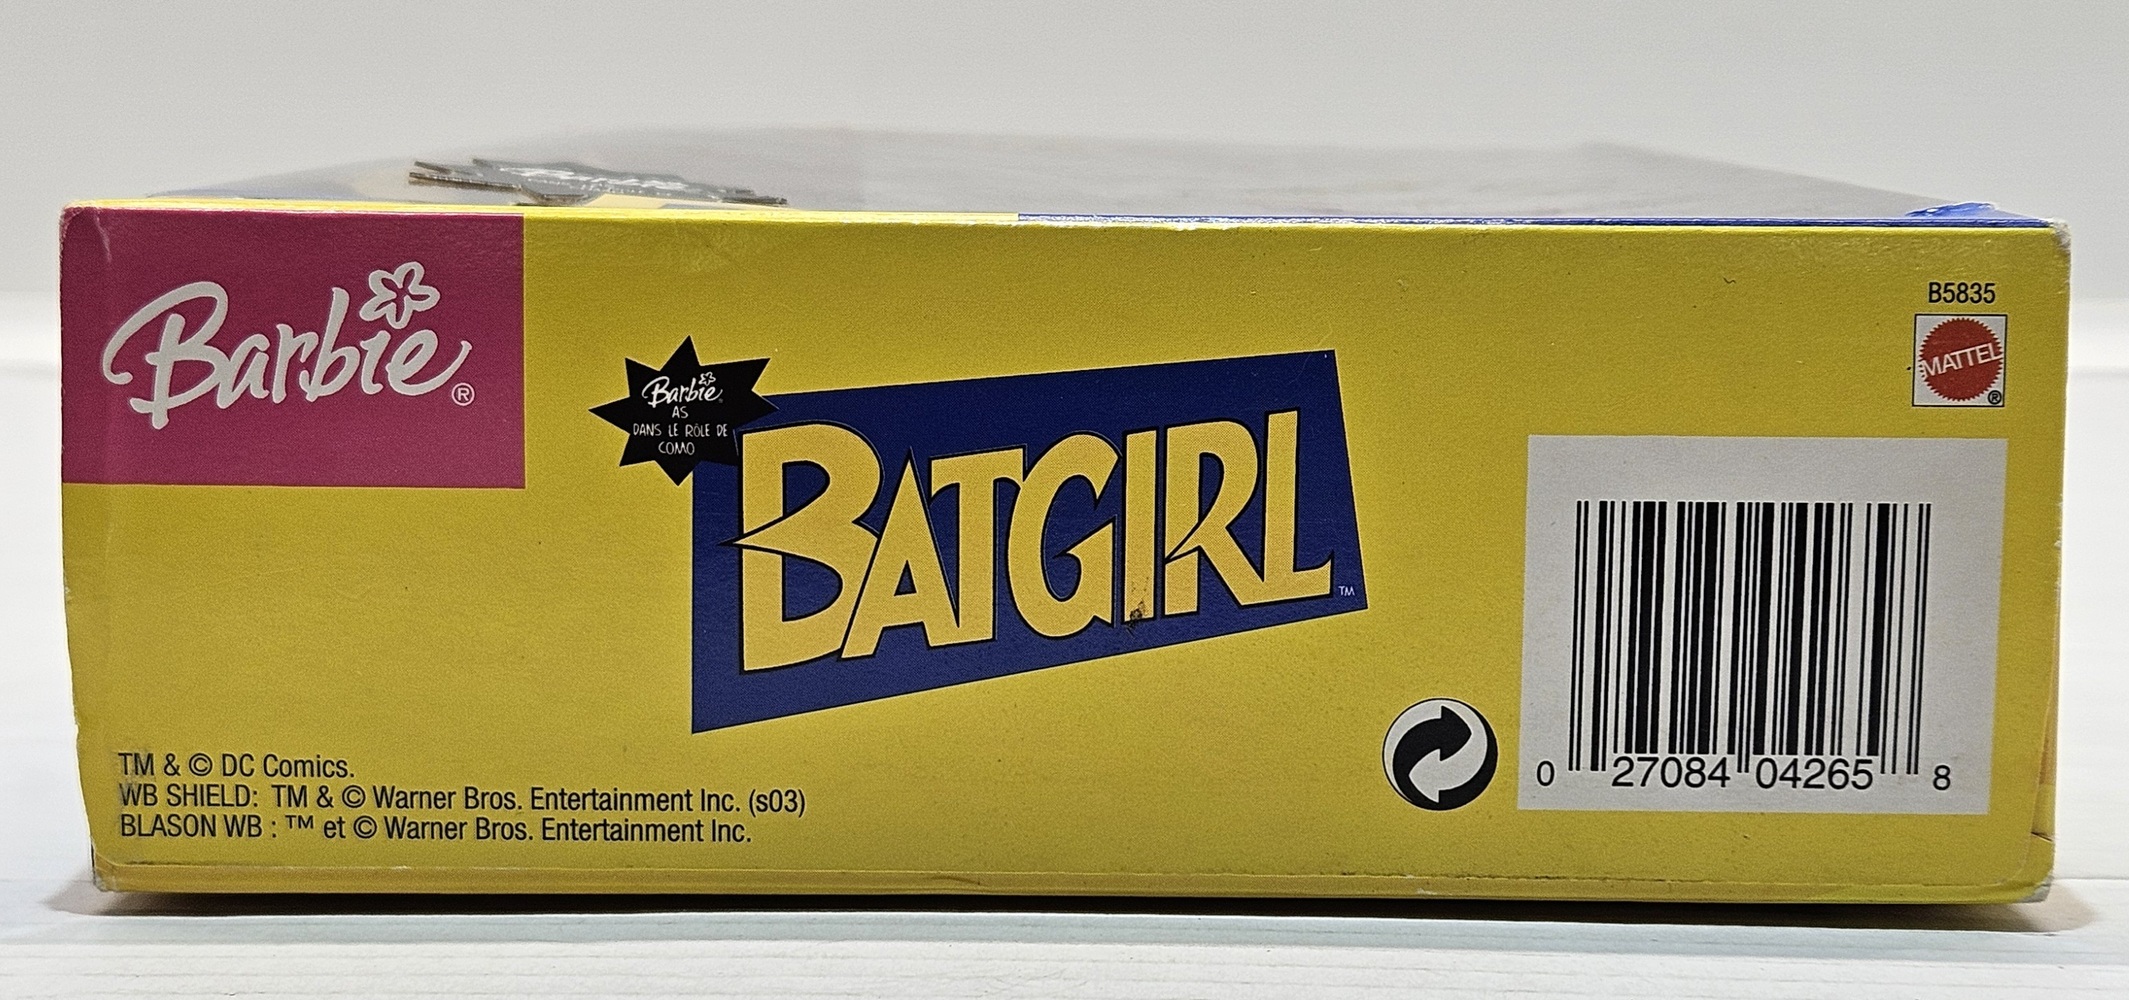 Barbie®
Barbie
AS
DANS LE RÔLE DE
COMO
BATGIRL™
B5835
MATTEL®
0 27084 04265 8
TM & © DC Comics.
WB SHIELD: TM & © Warner Bros. Entertainment Inc. (s03)
BLASON WB : ™ et © Warner Bros. Entertainment Inc.